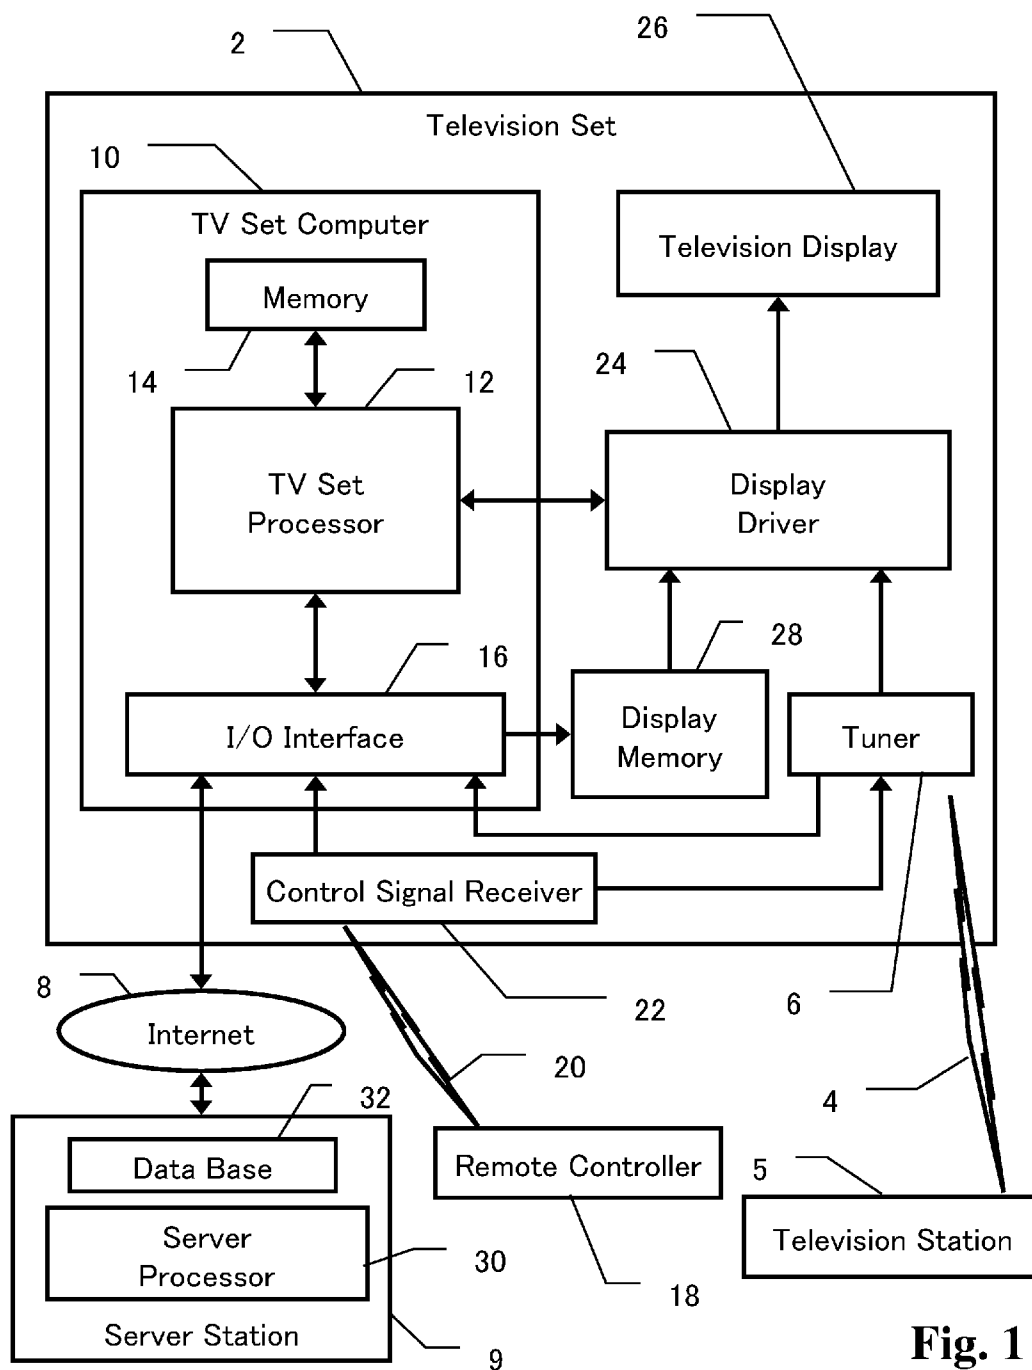 26
2
Television Set
10
TV Set Computer
Television Display
Memory
14
12
24
TV Set
Processor
Display
Driver
16
28
I/O Interface
Display
Memory
Tuner
Control Signal Receiver
8
22
6
Internet
20
4
32
Data Base
Remote Controller
5
Server
Processor
30
18
Television Station
Server Station
9
Fig. 1